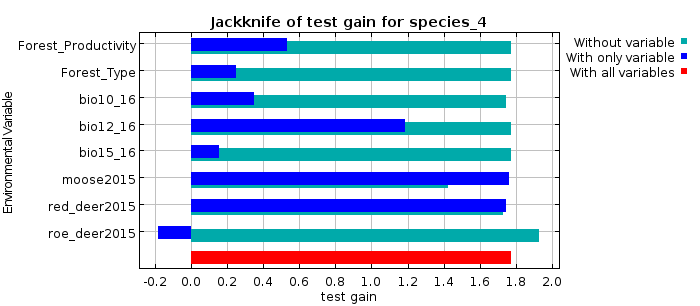 Jackknife of test gain for species_4
Environmental Variable
Forest_Productivity
Forest_Type
bio10_16
bio12_16
bio15_16
moose2015
red_deer2015
roe_deer2015
-0.2 0.0 0.2 0.4 0.6 0.8 1.0 1.2 1.4 1.6 1.8 2.0
test gain
Without variable
With only variable
With all variables